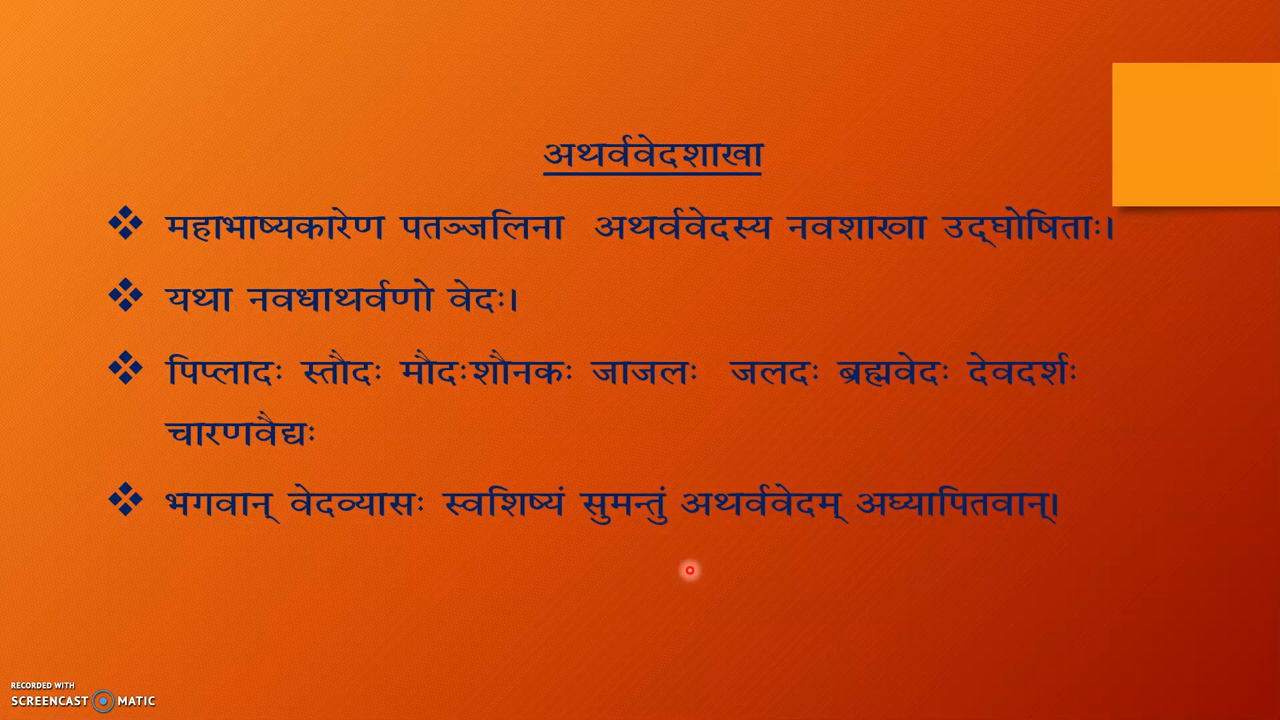 अथर्ववेदशाखा
❖ महाभाष्यकारेण पतञ्जलिना अथर्ववेदस्य नवशाखा उद्घोषिताः।
❖ यथा नवधाथर्वणो वेदः।
❖ पिप्लादः स्तौदः मौदःशौनकः जाजलः जलदः ब्रह्मवेदः देवदर्शः
चारणवैद्यः
❖ भगवान् वेदव्यासः स्वशिष्यं सुमन्तुं अथर्ववेदम् अघ्यापितवान्।
RECORDED WITH
SCREENCAST MATIC